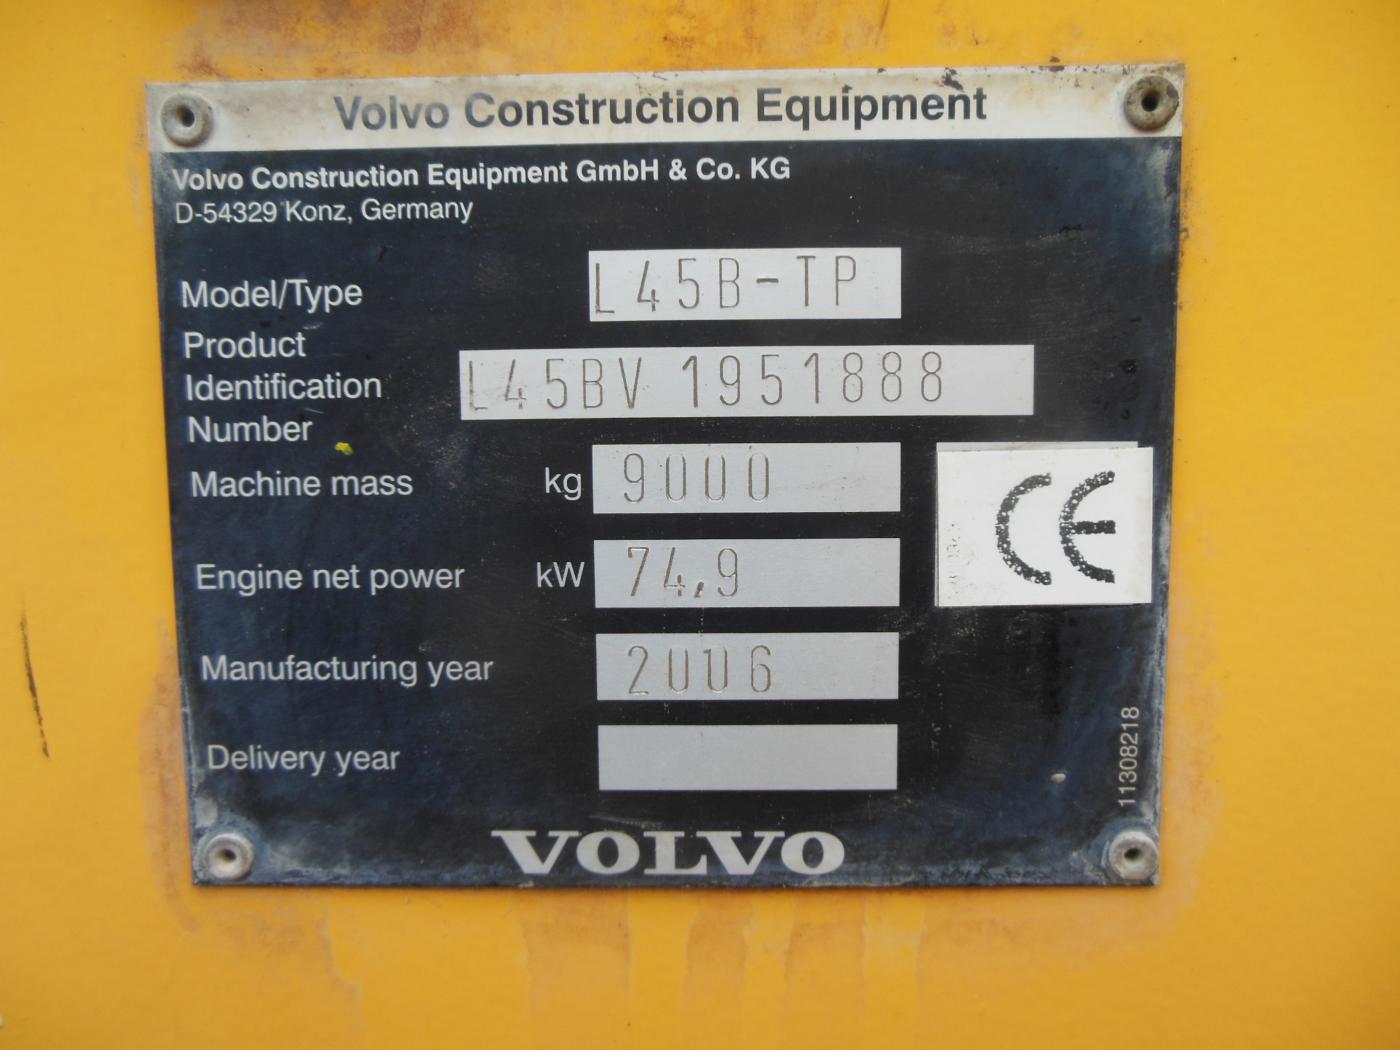 Volvo Construction Equipment
Volvo Construction Equipment GmbH & Co. KG
D-54329 Konz, Germany
Model/Type L45B-TP
Product
Identification L45BV 1951888
Number
Machine mass kg 9000
CE
Engine net power kW 74,9
Manufacturing year 2006
Delivery year
11308218
VOLVO